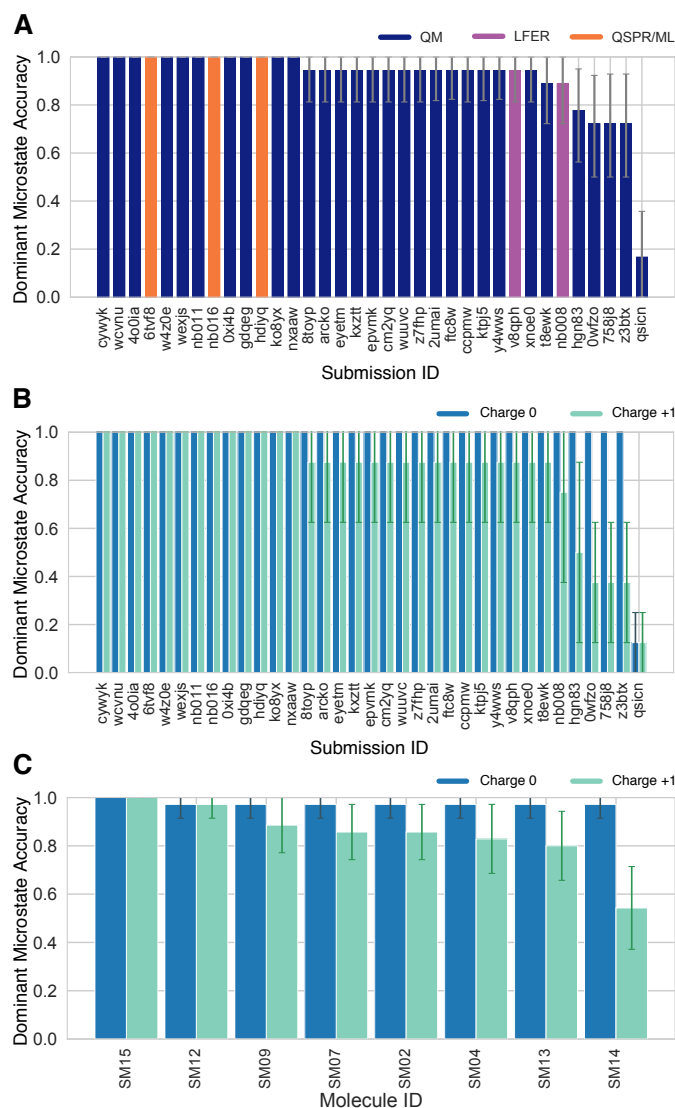 A
QM LFER QSPR/ML
Dominant Microstate Accuracy
1.0
0.8
0.6
0.4
0.2
0.0
cywyk wcvnu 4o0ia 6tvf8 w4z0e wexjs nb011 nb016 0xi4b gdqeg hdiyq ko8yx nxaaw 8toyp arcko eyetm kxztt epvmk cm2yq wuuvc z7fhp 2umai ftc8w ccpmw ktpj5 y4wws v8qph xnoe0 t8ewk nb008 hgn83 0wfzo 758j8 z3btx qsicn
Submission ID
B
Charge 0 Charge +1
Dominant Microstate Accuracy
1.0
0.8
0.6
0.4
0.2
0.0
cywyk wcvnu 4o0ia 6tvf8 w4z0e wexjs nb011 nb016 0xi4b gdqeg hdiyq ko8yx nxaaw 8toyp arcko eyetm kxztt epvmk cm2yq wuuvc z7fhp 2umai ftc8w ccpmw ktpj5 y4wws v8qph xnoe0 t8ewk nb008 hgn83 0wfzo 758j8 z3btx qsicn
Submission ID
C
Charge 0 Charge +1
Dominant Microstate Accuracy
1.0
0.8
0.6
0.4
0.2
0.0
SM15 SM12 SM09 SM07 SM02 SM04 SM13 SM14
Molecule ID